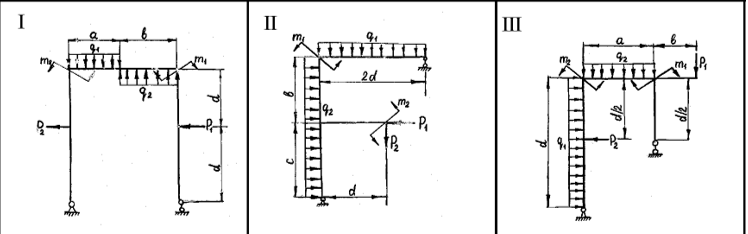 I
a
b
q₁
m₁
m₁
q₂
d
P₂
P₁
d
II
m₁
q₁
2d
b
q₂
m₂
P₁
P₂
c
d
III
a
b
P₁
m₂
q₂
m₁
d
q₁
d/2
P₂
d/2